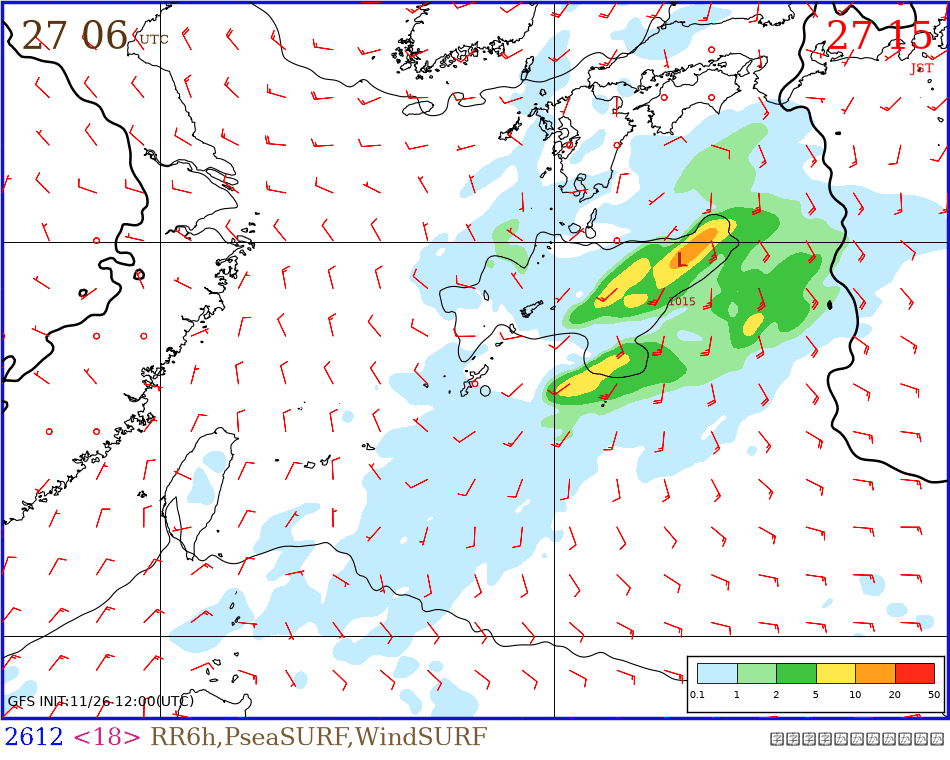 27 06 UTC
27 15
JST
L
1015
0.1 1 2 5 10 20 50
GFS INIT:11/26 12:00(UTC)
2612 <18> RR6h,PseaSURF,WindSURF